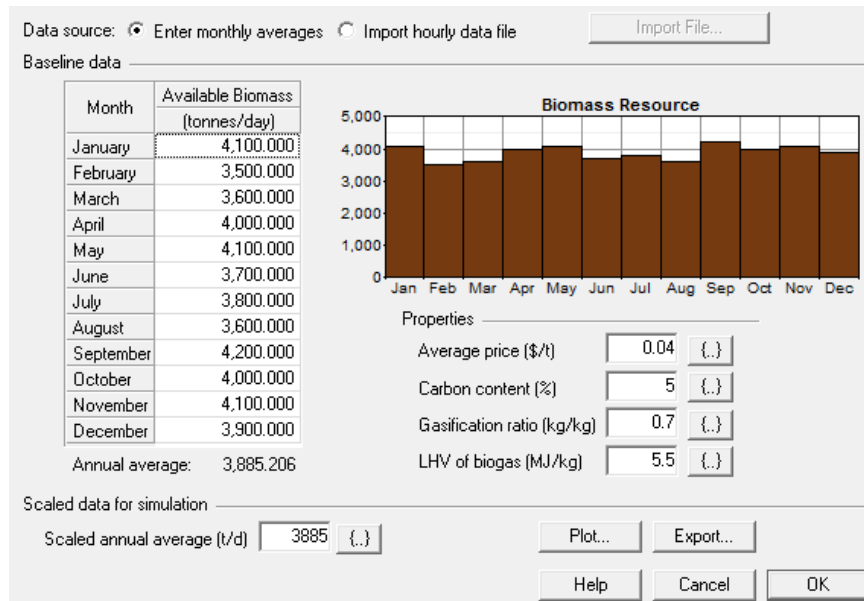 Data source: Enter monthly averages Import hourly data file Import File...
Baseline data
Month Available Biomass
(tonnes/day)
January 4,100.000
February 3,500.000
March 3,600.000
April 4,000.000
May 4,100.000
June 3,700.000
July 3,800.000
August 3,600.000
September 4,200.000
October 4,000.000
November 4,100.000
December 3,900.000
Annual average: 3,885.206
Biomass Resource
5,000
4,000
3,000
2,000
1,000
0
Jan Feb Mar Apr May Jun Jul Aug Sep Oct Nov Dec
Properties
Average price ($/t) 0.04 {..}
Carbon content (%) 5 {..}
Gasification ratio (kg/kg) 0.7 {..}
LHV of biogas (MJ/kg) 5.5 {..}
Scaled data for simulation
Scaled annual average (t/d) 3885 {..}
Plot... Export...
Help Cancel OK